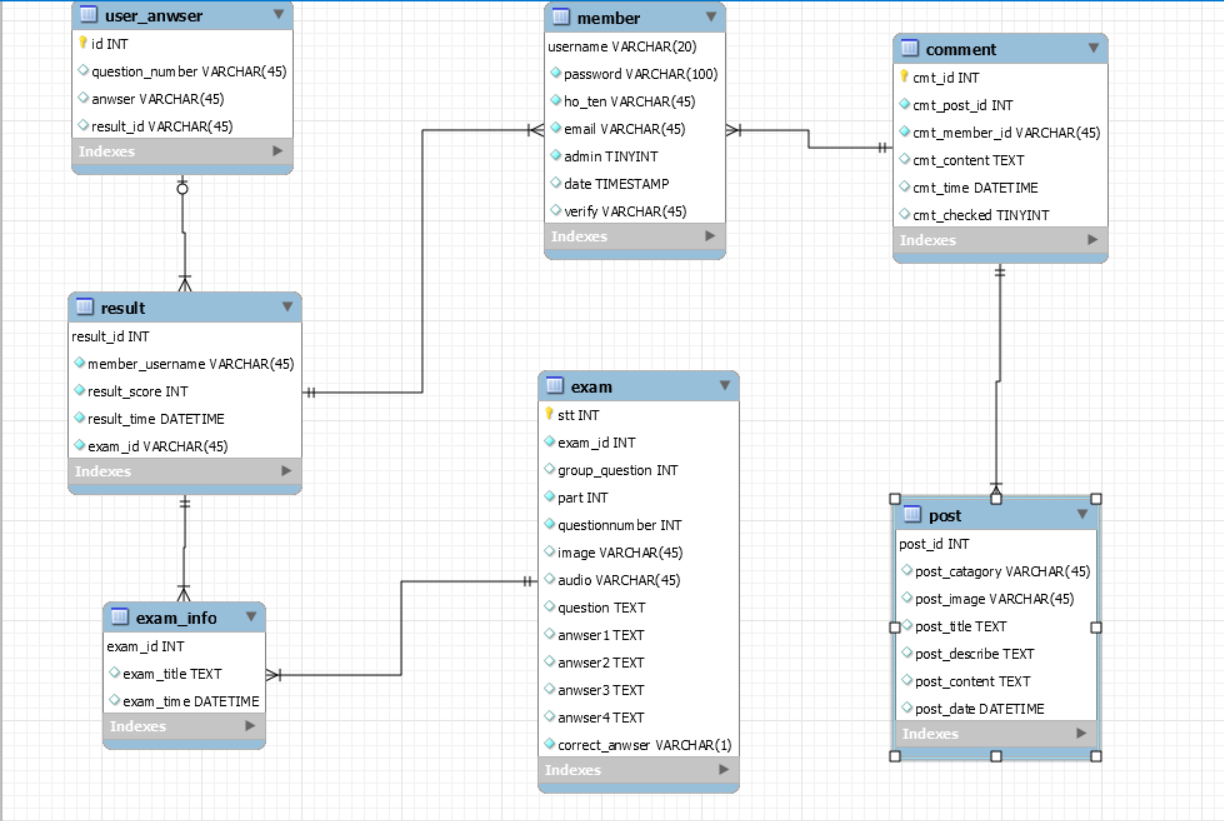 user_anwser
id INT
question_number VARCHAR(45)
anwser VARCHAR(45)
result_id VARCHAR(45)
Indexes
member
username VARCHAR(20)
password VARCHAR(100)
ho_ten VARCHAR(45)
email VARCHAR(45)
admin TINYINT
date TIMESTAMP
verify VARCHAR(45)
Indexes
comment
cmt_id INT
cmt_post_id INT
cmt_member_id VARCHAR(45)
cmt_content TEXT
cmt_time DATETIME
cmt_checked TINYINT
Indexes
result
result_id INT
member_username VARCHAR(45)
result_score INT
result_time DATETIME
exam_id VARCHAR(45)
Indexes
exam
stt INT
exam_id INT
group_question INT
part INT
questionnumber INT
image VARCHAR(45)
audio VARCHAR(45)
question TEXT
anwser1 TEXT
anwser2 TEXT
anwser3 TEXT
anwser4 TEXT
correct_anwser VARCHAR(1)
Indexes
post
post_id INT
post_catagory VARCHAR(45)
post_image VARCHAR(45)
post_title TEXT
post_describe TEXT
post_content TEXT
post_date DATETIME
Indexes
exam_info
exam_id INT
exam_title TEXT
exam_time DATETIME
Indexes